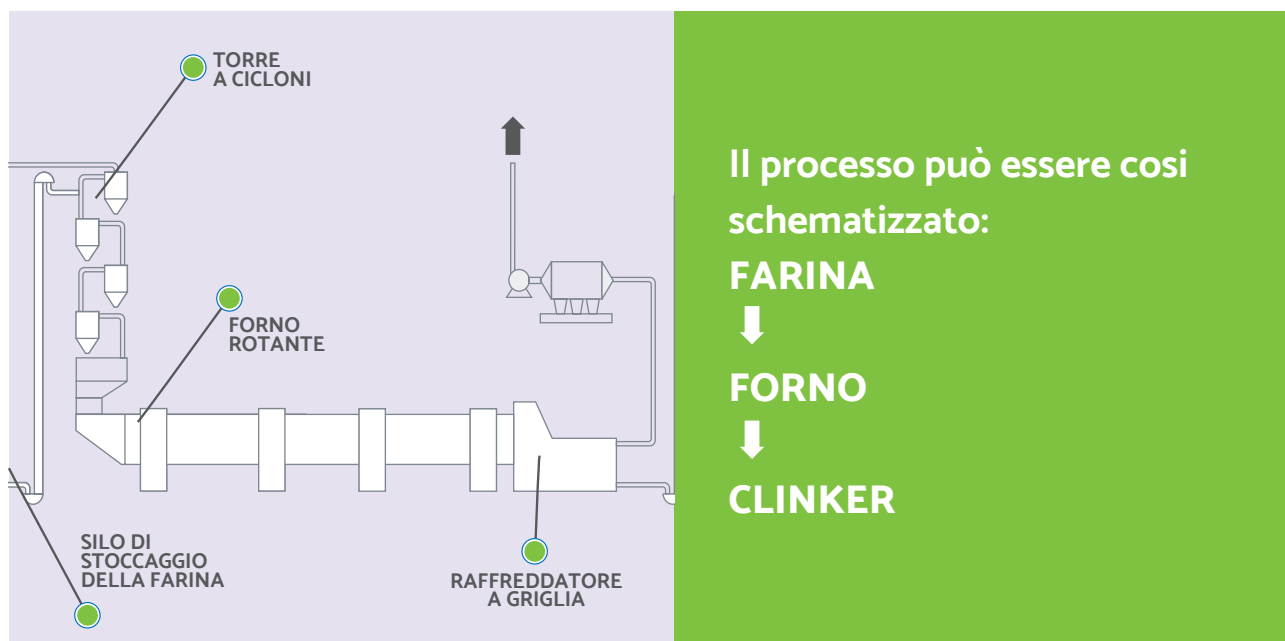 TORRE
A CICLONI
FORNO
ROTANTE
SILO DI
STOCCAGGIO
DELLA FARINA
RAFFREDDATORE
A GRIGLIA
Il processo può essere cosi
schematizzato:
FARINA
FORNO
CLINKER